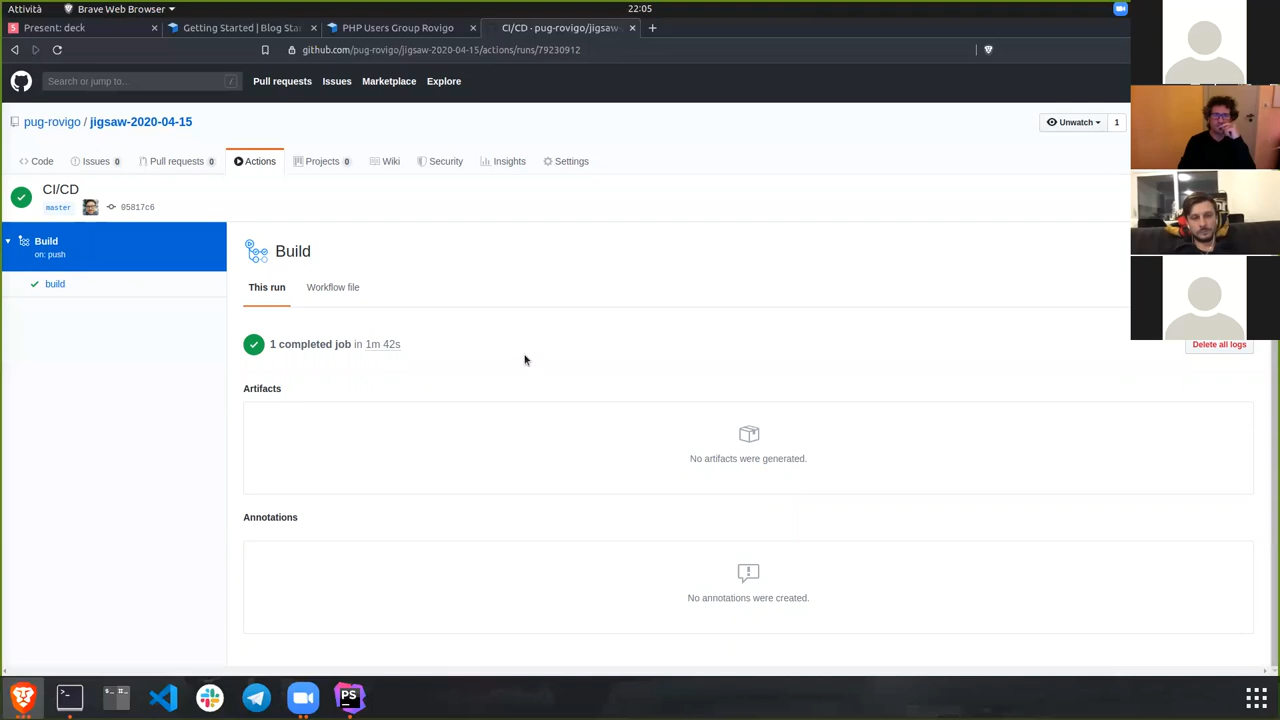 Attività
Brave Web Browser
22:05
Present: deck
Getting Started | Blog Sta
PHP Users Group Rovigo
CI/CD · pug-rovigo/jigsaw-
github.com/pug-rovigo/jigsaw-2020-04-15/actions/runs/79230912
Search or jump to…
/
Pull requests
Issues
Marketplace
Explore
pug-rovigo / jigsaw-2020-04-15
Unwatch
1
Code
Issues 0
Pull requests 0
Actions
Projects 0
Wiki
Security
Insights
Settings
CI/CD
master
05817c6
Build
on: push
build
Build
This run
Workflow file
1 completed job in 1m 42s
Delete all logs
Artifacts
No artifacts were generated.
Annotations
No annotations were created.
PS